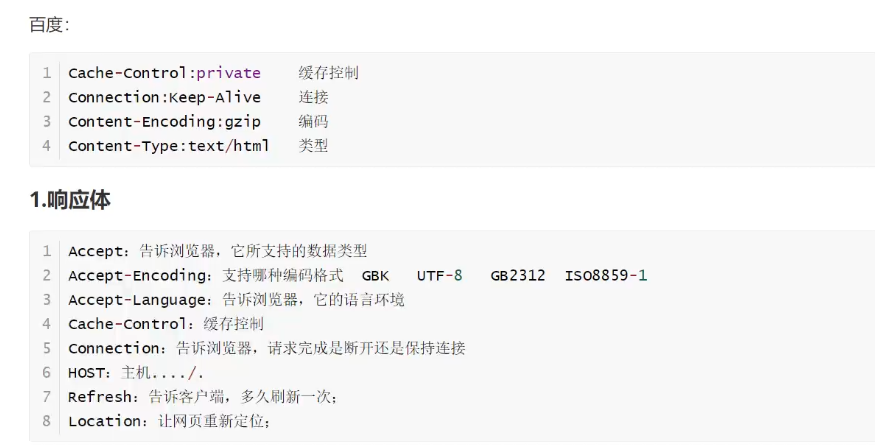 百度：
1 Cache-Control:private 缓存控制
2 Connection:Keep-Alive 连接
3 Content-Encoding:gzip 编码
4 Content-Type:text/html 类型
1.响应体
1 Accept：告诉浏览器，它所支持的数据类型
2 Accept-Encoding：支持哪种编码格式 GBK UTF-8 GB2312 ISO8859-1
3 Accept-Language：告诉浏览器，它的语言环境
4 Cache-Control：缓存控制
5 Connection：告诉浏览器，请求完成是断开还是保持连接
6 HOST：主机..../.
7 Refresh：告诉客户端，多久刷新一次；
8 Location：让网页重新定位；